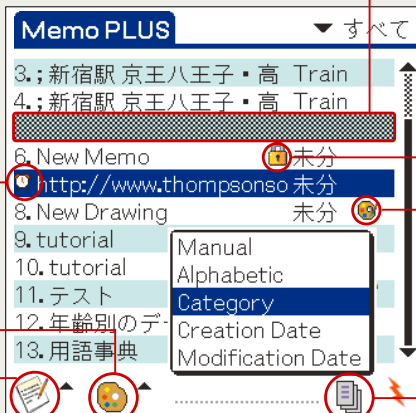 Memo PLUS ▼ すべて
3. ; 新宿駅 京王八王子・高 Train
4. ; 新宿駅 京王八王子・高 Train
6. New Memo 未分
http://www.thompsonso 未分
8. New Drawing 未分
9. tutorial
10. tutorial
11. テスト
12. 年齢別のデ
13. 用語事典
Manual
Alphabetic
Category
Creation Date
Modification Date